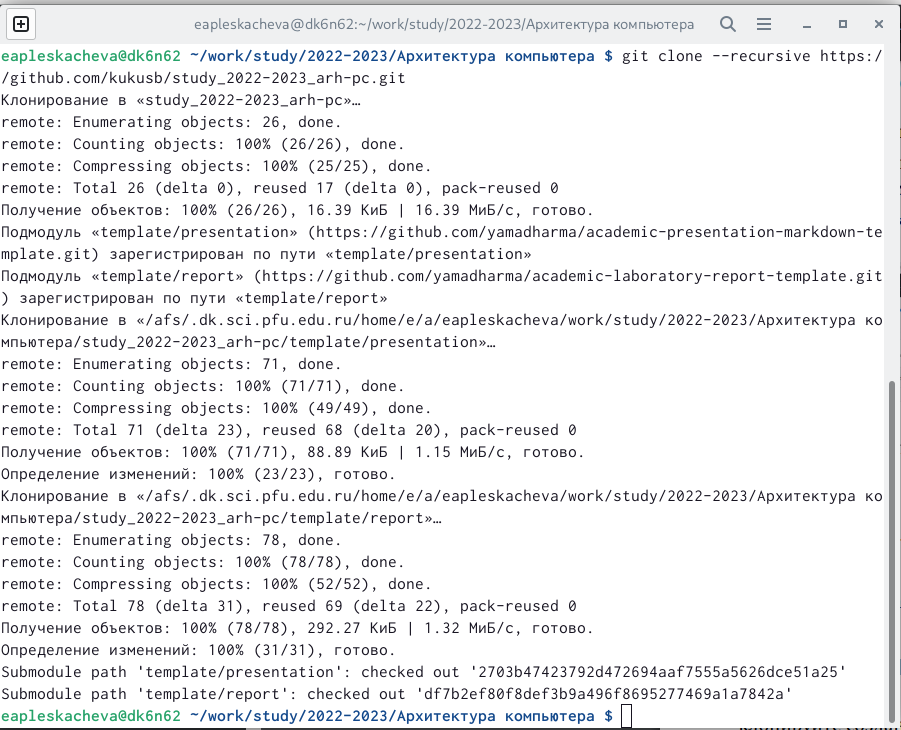 eapleskacheva@dk6n62:~/work/study/2022-2023/Архитектура компьютера
eapleskacheva@dk6n62 ~/work/study/2022-2023/Архитектура компьютера $ git clone --recursive https:/
/github.com/kukusb/study_2022-2023_arh-pc.git
Клонирование в «study_2022-2023_arh-pc»…
remote: Enumerating objects: 26, done.
remote: Counting objects: 100% (26/26), done.
remote: Compressing objects: 100% (25/25), done.
remote: Total 26 (delta 0), reused 17 (delta 0), pack-reused 0
Получение объектов: 100% (26/26), 16.39 КиБ | 16.39 МиБ/с, готово.
Подмодуль «template/presentation» (https://github.com/yamadharma/academic-presentation-markdown-te
mplate.git) зарегистрирован по пути «template/presentation»
Подмодуль «template/report» (https://github.com/yamadharma/academic-laboratory-report-template.git
) зарегистрирован по пути «template/report»
Клонирование в «/afs/.dk.sci.pfu.edu.ru/home/e/a/eapleskacheva/work/study/2022-2023/Архитектура ко
мпьютера/study_2022-2023_arh-pc/template/presentation»…
remote: Enumerating objects: 71, done.
remote: Counting objects: 100% (71/71), done.
remote: Compressing objects: 100% (49/49), done.
remote: Total 71 (delta 23), reused 68 (delta 20), pack-reused 0
Получение объектов: 100% (71/71), 88.89 КиБ | 1.15 МиБ/с, готово.
Определение изменений: 100% (23/23), готово.
Клонирование в «/afs/.dk.sci.pfu.edu.ru/home/e/a/eapleskacheva/work/study/2022-2023/Архитектура ко
мпьютера/study_2022-2023_arh-pc/template/report»…
remote: Enumerating objects: 78, done.
remote: Counting objects: 100% (78/78), done.
remote: Compressing objects: 100% (52/52), done.
remote: Total 78 (delta 31), reused 69 (delta 22), pack-reused 0
Получение объектов: 100% (78/78), 292.27 КиБ | 1.32 МиБ/с, готово.
Определение изменений: 100% (31/31), готово.
Submodule path 'template/presentation': checked out '2703b47423792d472694aaf7555a5626dce51a25'
Submodule path 'template/report': checked out 'df7b2ef80f8def3b9a496f8695277469a1a7842a'
eapleskacheva@dk6n62 ~/work/study/2022-2023/Архитектура компьютера $